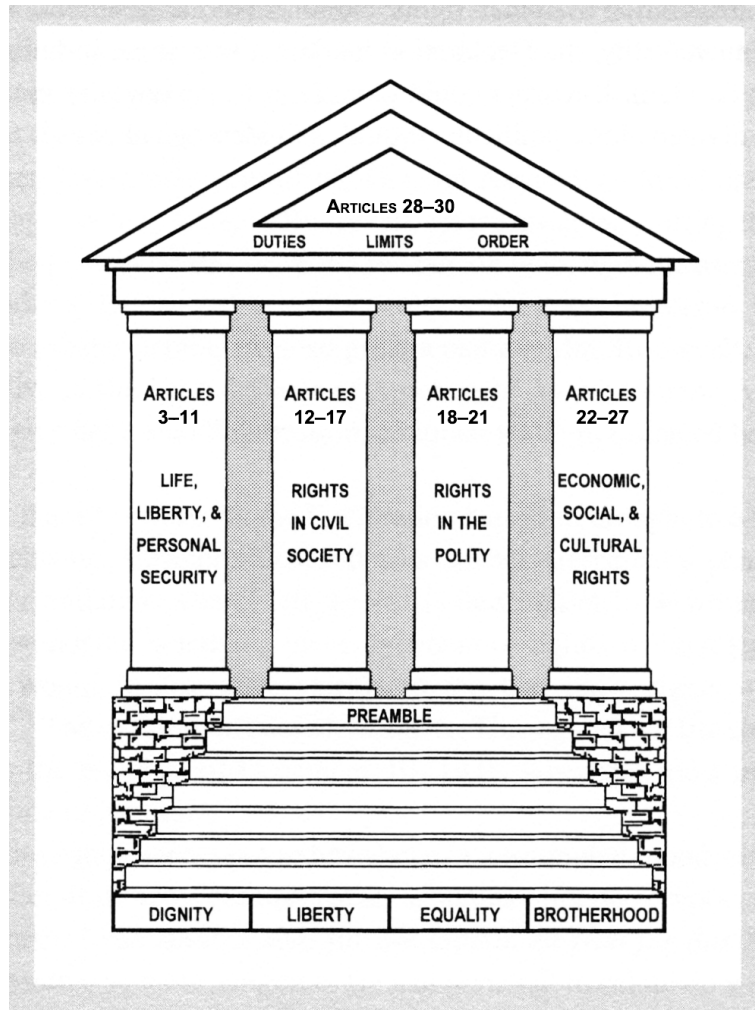 ARTICLES 28–30
DUTIES LIMITS ORDER
ARTICLES
3–11
LIFE,
LIBERTY, &
PERSONAL
SECURITY
ARTICLES
12–17
RIGHTS
IN CIVIL
SOCIETY
ARTICLES
18–21
RIGHTS
IN THE
POLITY
ARTICLES
22–27
ECONOMIC,
SOCIAL, &
CULTURAL
RIGHTS
PREAMBLE
DIGNITY LIBERTY EQUALITY BROTHERHOOD